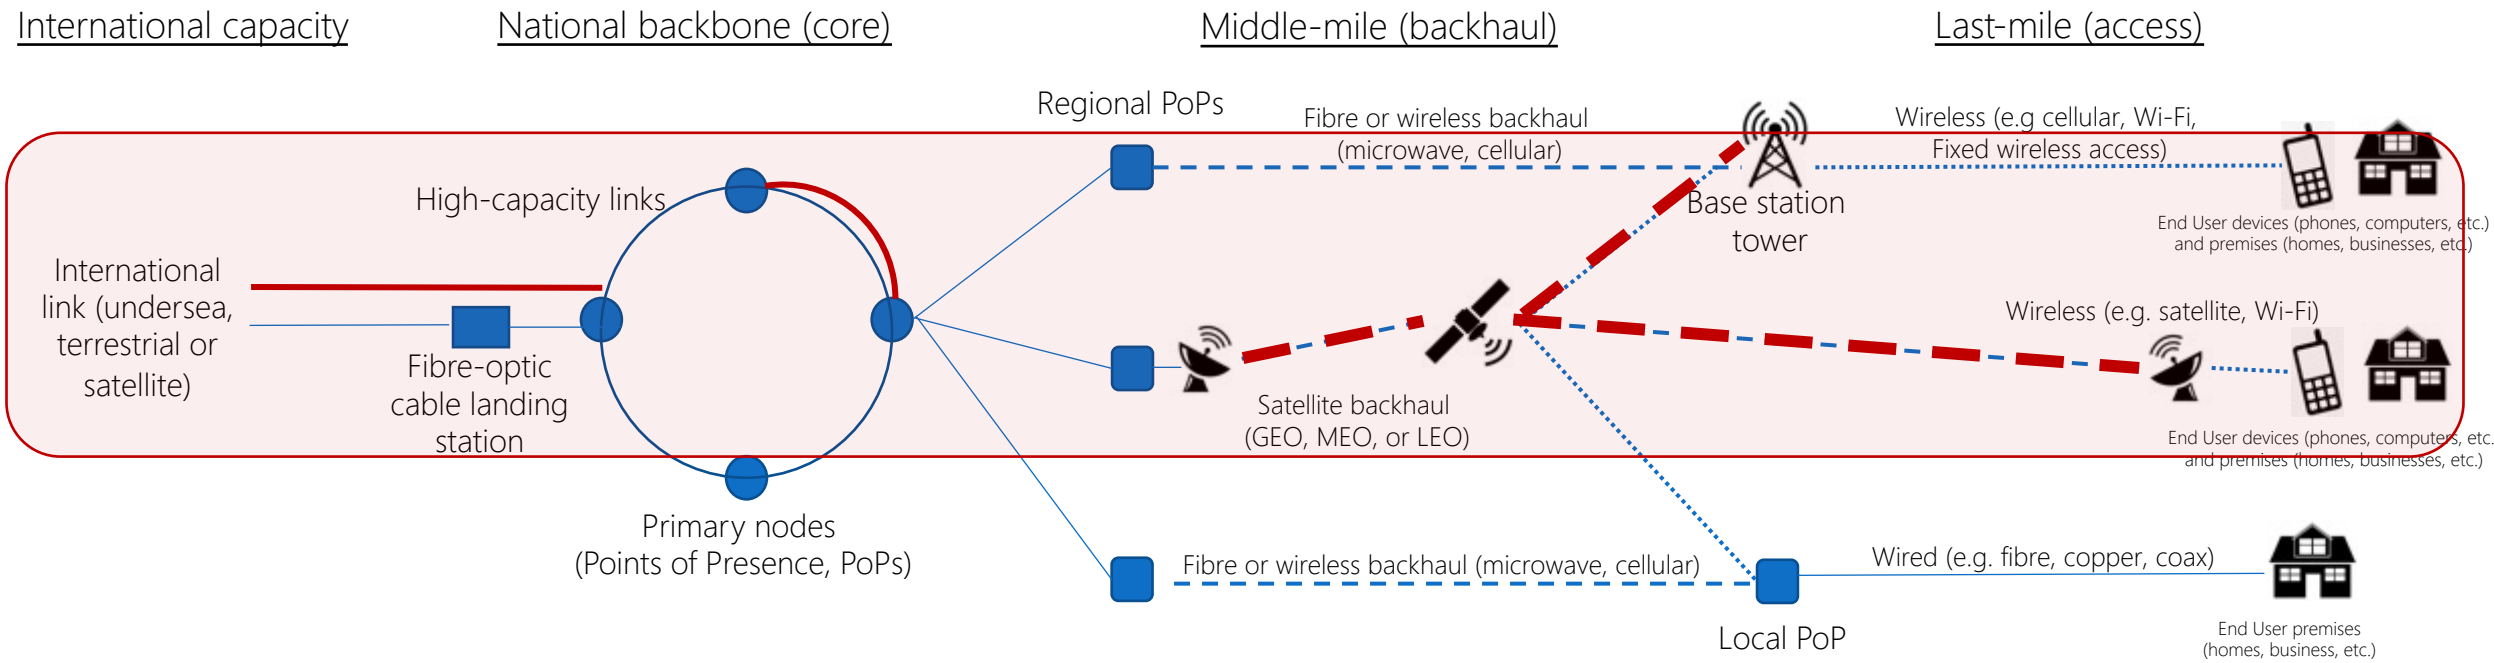 International capacity
National backbone (core)
Middle-mile (backhaul)
Last-mile (access)
Regional PoPs
Fibre or wireless backhaul
(microwave, cellular)
Wireless (e.g cellular, Wi-Fi,
Fixed wireless access)
High-capacity links
Base station
tower
End User devices (phones, computers, etc.)
and premises (homes, businesses, etc.)
International
link (undersea,
terrestrial or
satellite)
Fibre-optic
cable landing
station
Wireless (e.g. satellite, Wi-Fi)
Satellite backhaul
(GEO, MEO, or LEO)
End User devices (phones, computers, etc.
and premises (homes, businesses, etc.)
Primary nodes
(Points of Presence, PoPs)
Fibre or wireless backhaul (microwave, cellular)
Wired (e.g. fibre, copper, coax)
Local PoP
End User premises
(homes, business, etc.)